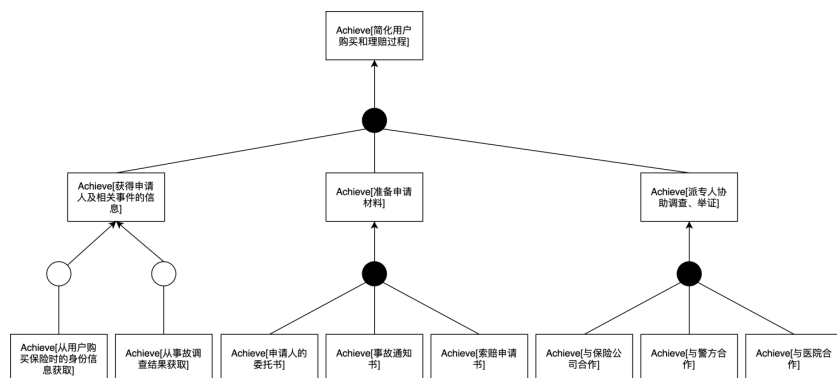 Achieve[简化用户
购买和理赔过程]
Achieve[获得申请
人及相关事件的信
息]
Achieve[准备申请
材料]
Achieve[派专人协
助调查、举证]
Achieve[从用户购
买保险时的身份信
息获取]
Achieve[从事故调
查结果获取]
Achieve[申请人的
委托书]
Achieve[事故通知
书]
Achieve[索赔申请
书]
Achieve[与保险公
司合作]
Achieve[与警方合
作]
Achieve[与医院合
作]